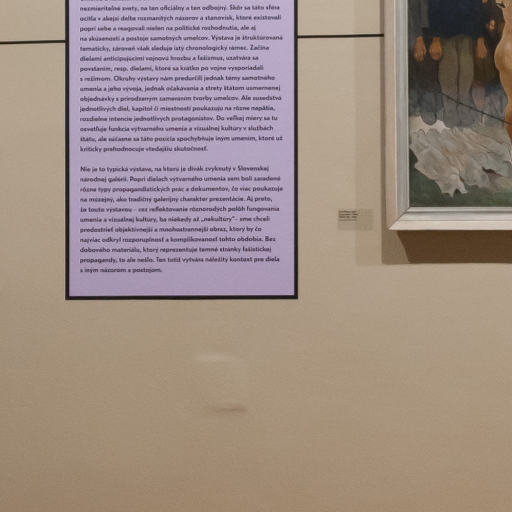 nezmieriteľné svety, na ten oficiálny a ten odbojný. Skôr sa táto sféra
ocitla v akejsi delte rozmanitých názorov a stanovísk, ktoré existovali
popri sebe a reagovali nielen na politické rozhodnutia, ale aj
na skúsenosti a postoje samotných umelcov. Výstava je štruktúrovaná
tematicky, zároveň však sleduje istý chronologický rámec. Začína
dielami anticipujúcimi vojnovú hrozbu a fašizmus, uzatvára sa
povstaním, resp. dielami, ktoré sa krátko po vojne vysporiadali
s režimom. Okruhy výstavy nám predurčili jednak témy samotného
umenia a jeho vývoja, jednak očakávania a strety štátom usmernenej
objednávky s prirodzeným zameraním tvorby umelcov. Ale susedstvá
jednotlivých diel, kapitol či miestností poukazujú na rôzne napätia,
rozdielne intencie jednotlivých protagonistov. Do veľkej miery sa tu
osvetľuje funkcia výtvarného umenia a vizuálnej kultúry v službách
štátu, ale súčasne sa táto pozícia spochybňuje iným umením, ktoré už
kriticky prehodnocuje vtedajšiu skutočnosť.
Nie je to typická výstava, na ktorú je divák zvyknutý v Slovenskej
národnej galérii. Popri dielach výtvarného umenia sem boli zaradené
rôzne typy propagandistických prác a dokumentov, čo viac poukazuje
na múzejný, ako tradičný galerijný charakter prezentácie. Aj preto,
že touto výstavou – cez reflektovanie rôznorodých polôh fungovania
umenia a vizuálnej kultúry, ba niekedy až „nekultúry“ – sme chceli
predostrieť objektívnejší a mnohostrannejší obraz, ktorý by čo
najviac odkryl rozporuplnosť a komplikovanosť tohto obdobia. Bez
dobového materiálu, ktorý reprezentuje temné stránky fašistickej
propagandy, to ale nešlo. Ten totiž vytvára náležitý kontext pre diela
s iným názorom a postojom.